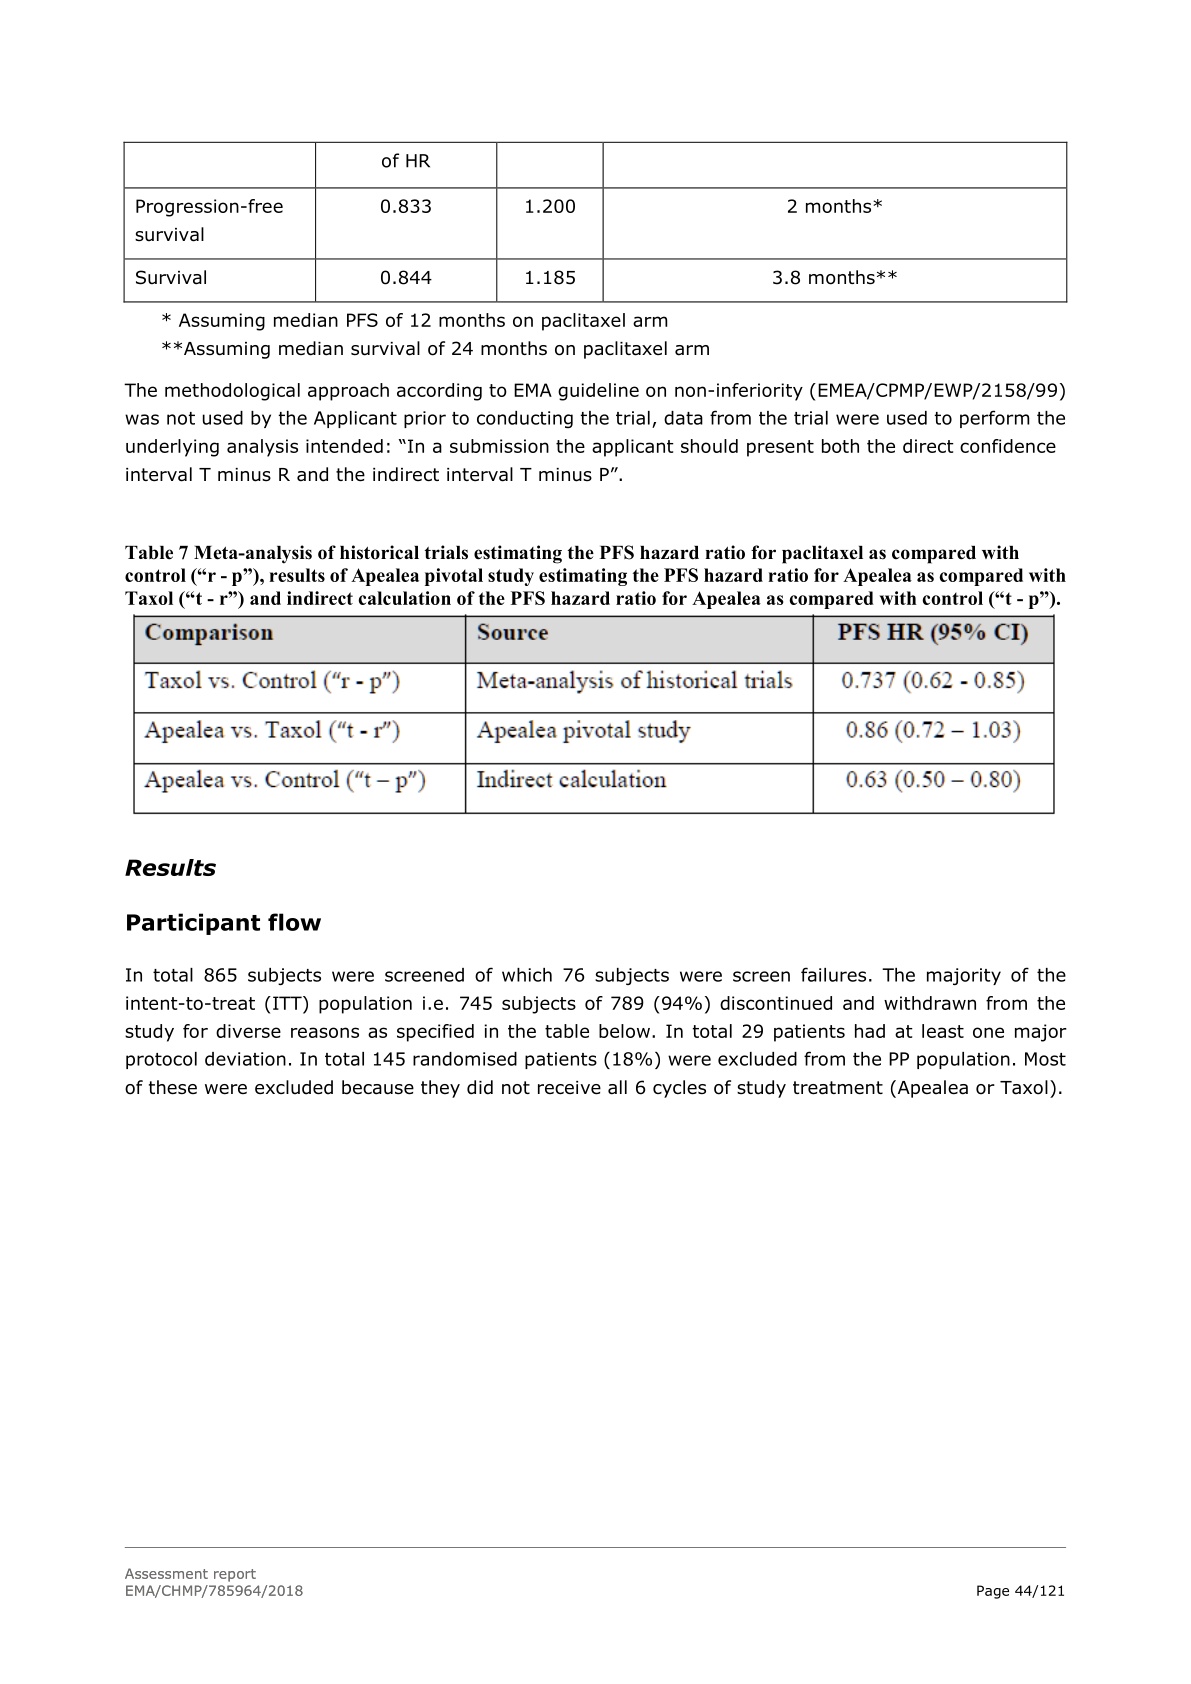 of HR
Progression-free 0.833 1.200 2 months*
survival
Survival 0.844 1.185 3.8 months**
* Assuming median PFS of 12 months on paclitaxel arm
**Assuming median survival of 24 months on paclitaxel arm
The methodological approach according to EMA guideline on non-inferiority (EMEA/CPMP/EWP/2158/99)
was not used by the Applicant prior to conducting the trial, data from the trial were used to perform the
underlying analysis intended: “In a submission the applicant should present both the direct confidence
interval T minus R and the indirect interval T minus P”.
Table 7 Meta-analysis of historical trials estimating the PFS hazard ratio for paclitaxel as compared with
control (“r - p”), results of Apealea pivotal study estimating the PFS hazard ratio for Apealea as compared with
Taxol (“t - r”) and indirect calculation of the PFS hazard ratio for Apealea as compared with control (“t - p”).
Comparison Source PFS HR (95% CI)
Taxol vs. Control (“r - p”) Meta-analysis of historical trials 0.737 (0.62 - 0.85)
Apealea vs. Taxol (“t - r”) Apealea pivotal study 0.86 (0.72 – 1.03)
Apealea vs. Control (“t – p”) Indirect calculation 0.63 (0.50 – 0.80)
Results
Participant flow
In total 865 subjects were screened of which 76 subjects were screen failures. The majority of the
intent-to-treat (ITT) population i.e. 745 subjects of 789 (94%) discontinued and withdrawn from the
study for diverse reasons as specified in the table below. In total 29 patients had at least one major
protocol deviation. In total 145 randomised patients (18%) were excluded from the PP population. Most
of these were excluded because they did not receive all 6 cycles of study treatment (Apealea or Taxol).
Assessment report
EMA/CHMP/785964/2018 Page 44/121